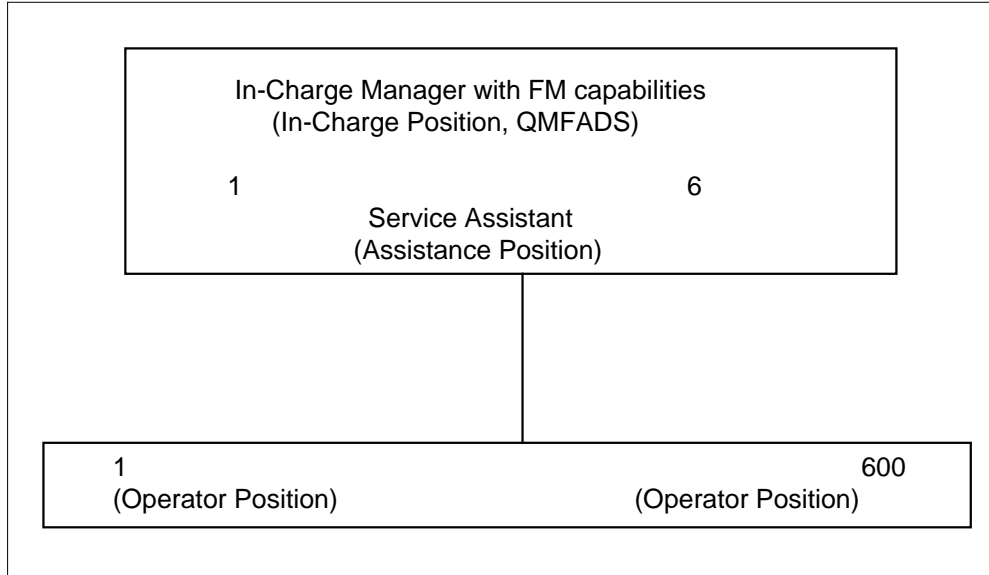 In-Charge Manager with FM capabilities
(In-Charge Position, QMFADS)
1 6
Service Assistant
(Assistance Position)
1 600
(Operator Position) (Operator Position)